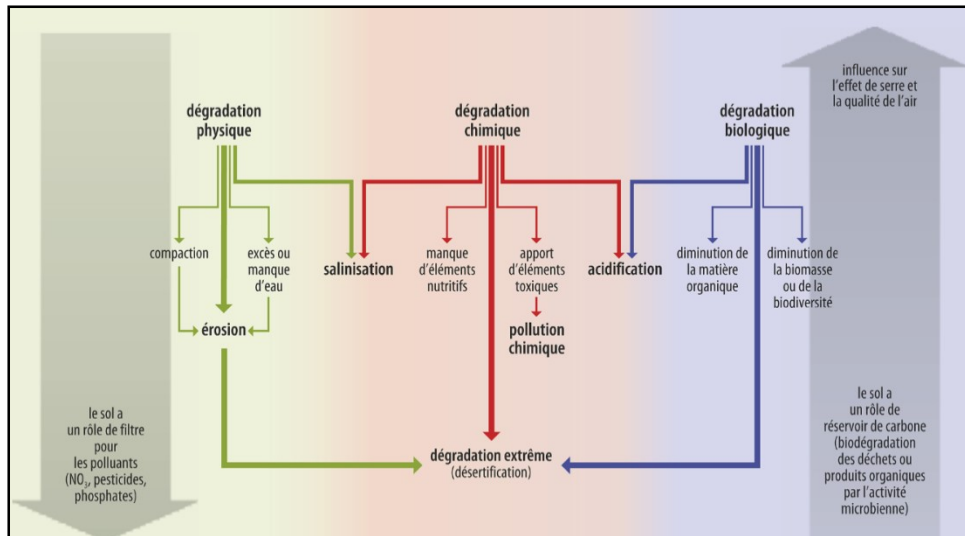 influence sur
l'effet de serre et
la qualité de l'air
dégradation
physique
dégradation
chimique
dégradation
biologique
compaction
excès ou
manque
d'eau
salinisation
manque
d'éléments
nutritifs
apport
d'éléments
toxiques
acidification
diminution de
la matière
organique
diminution de
la biomasse
ou de la
biodiversité
érosion
pollution
chimique
le sol a
un rôle de filtre
pour
les polluants
(NO₃, pesticides,
phosphates)
dégradation extrême
(désertification)
le sol a
un rôle de
réservoir de carbone
(biodégradation
des déchets ou
produits organiques
par l'activité
microbienne)